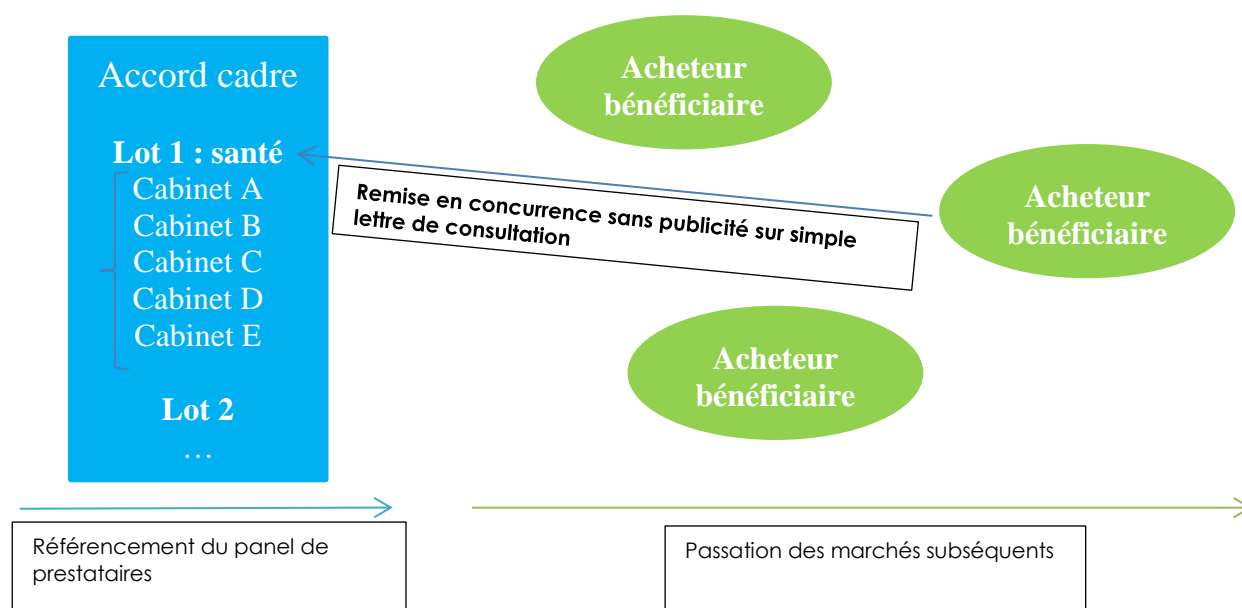 Accord cadre
Lot 1 : santé
Cabinet A
Cabinet B
Cabinet C
Cabinet D
Cabinet E
Lot 2
…
Acheteur
bénéficiaire
Remise en concurrence sans publicité sur simple
lettre de consultation
Acheteur
bénéficiaire
Acheteur
bénéficiaire
Référencement du panel de
prestataires
Passation des marchés subséquents